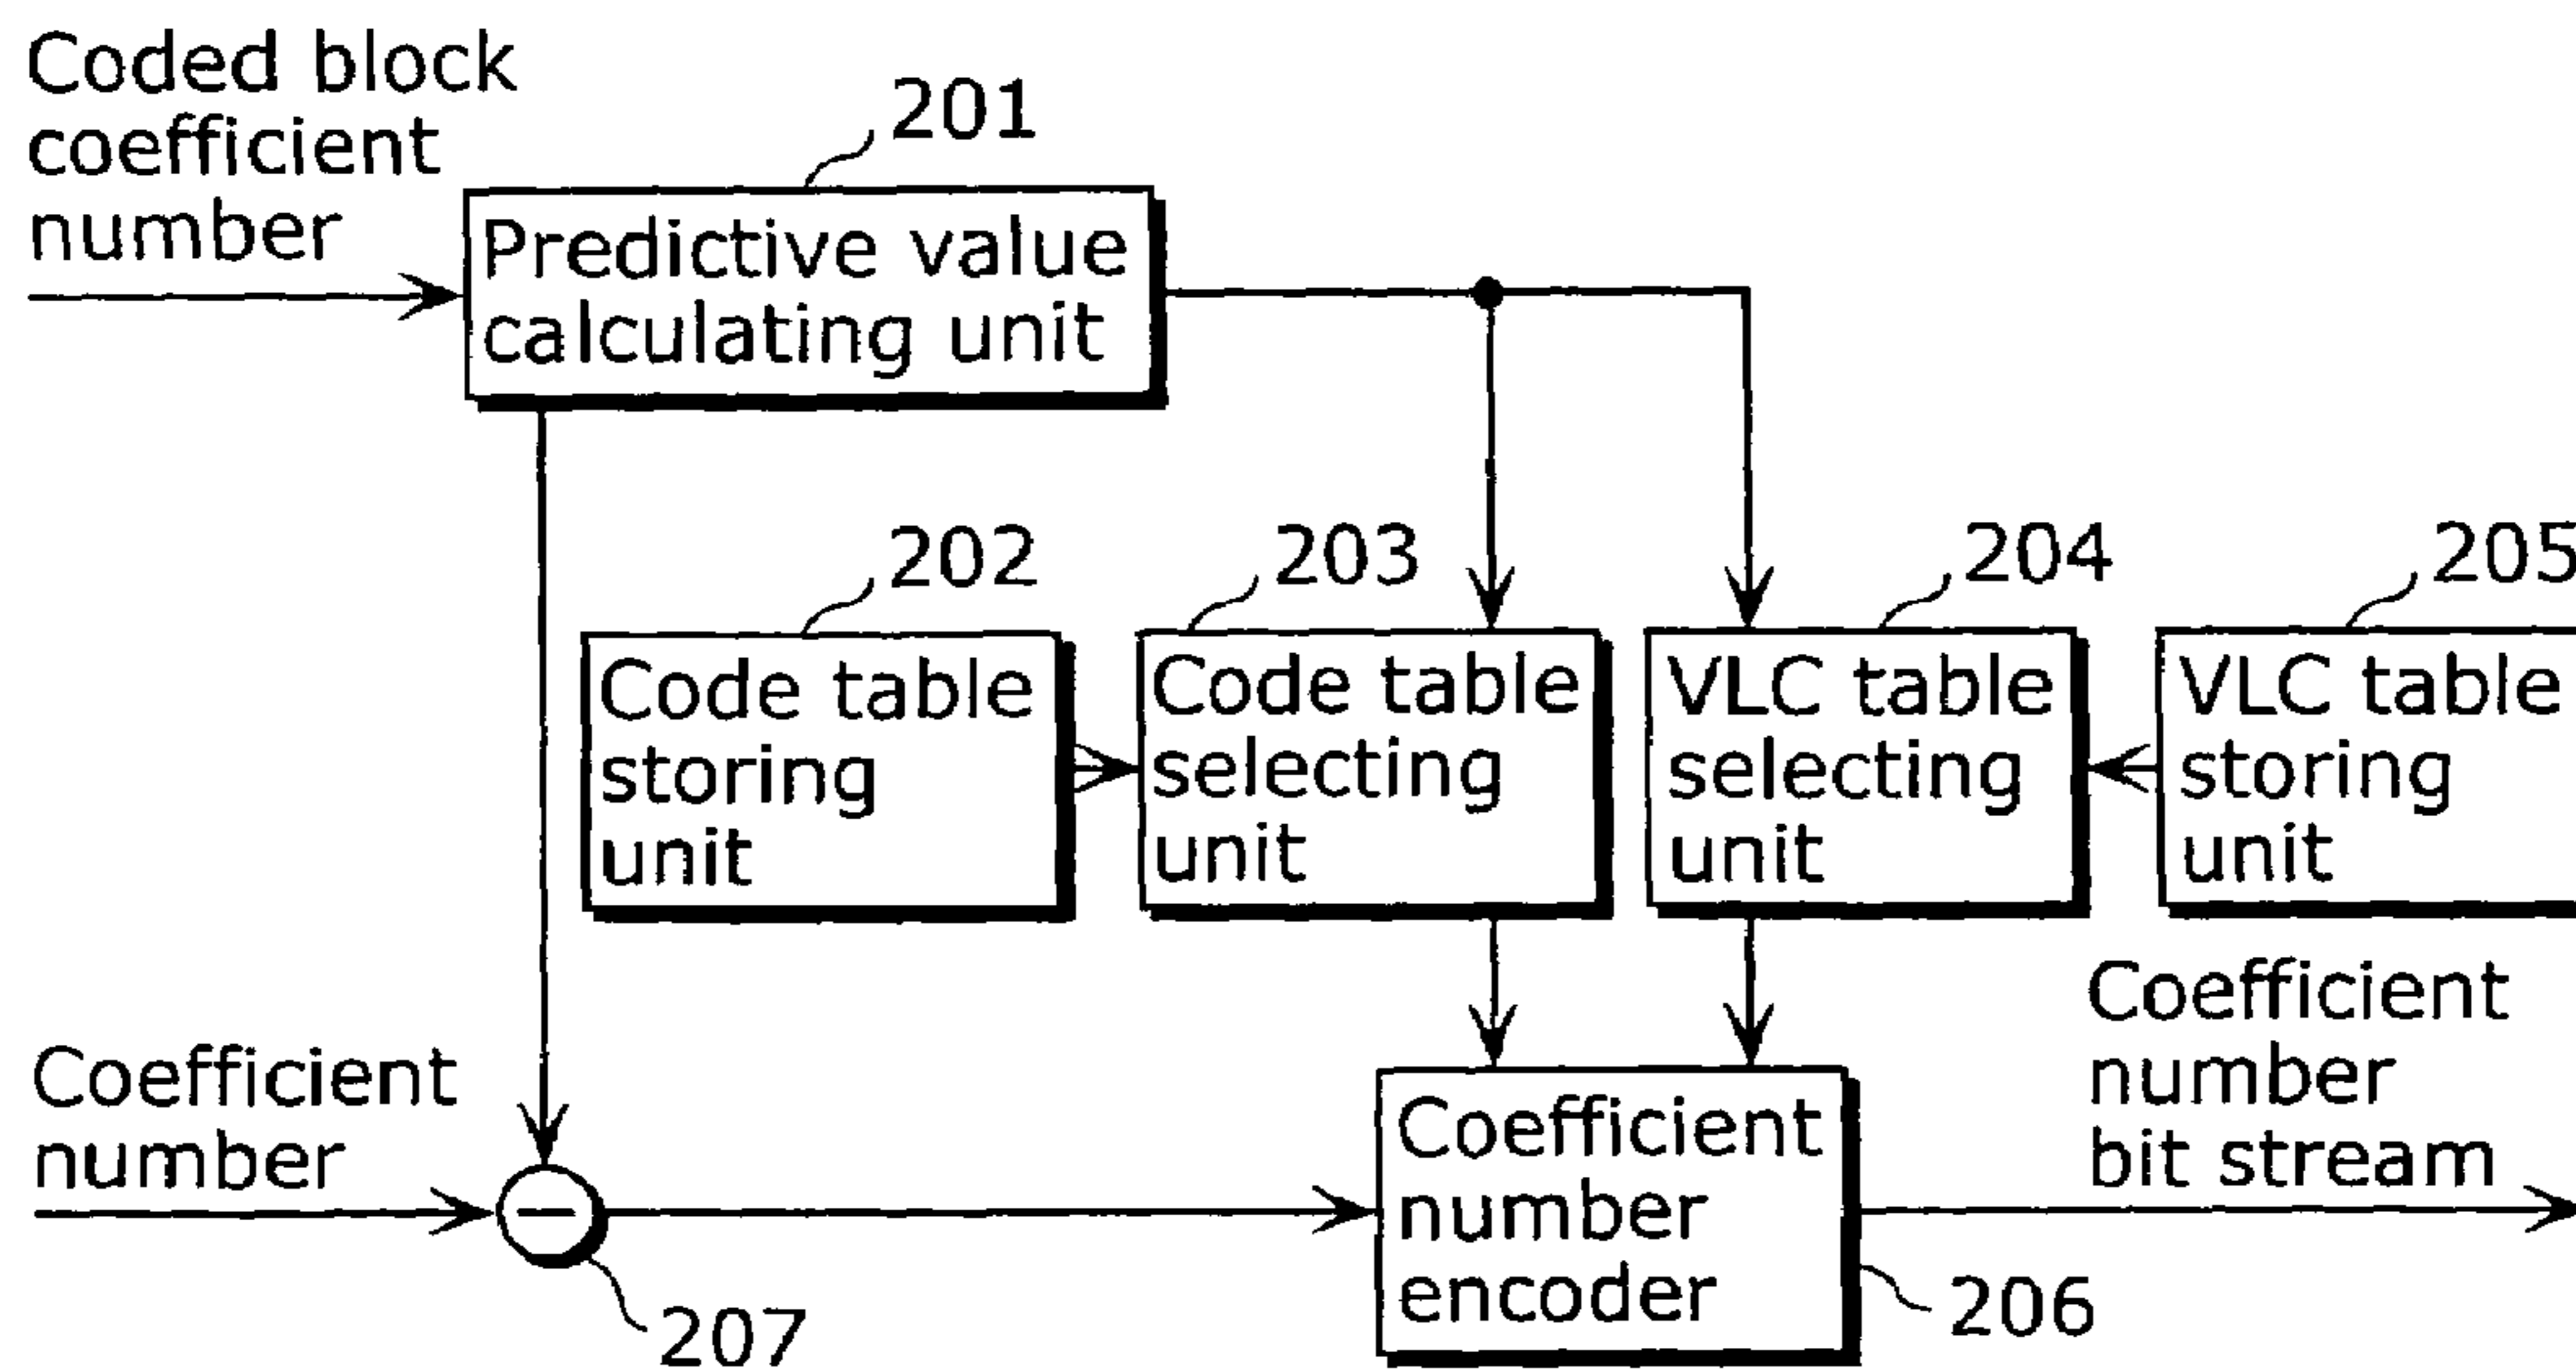 Coded block
coefficient
number
201
Predictive value
calculating unit
202
203
204
205
Code table
storing
unit
Code table
selecting
unit
VLC table
selecting
unit
VLC table
storing
unit
Coefficient
number
Coefficient
number
encoder
Coefficient
number
bit stream
206
207